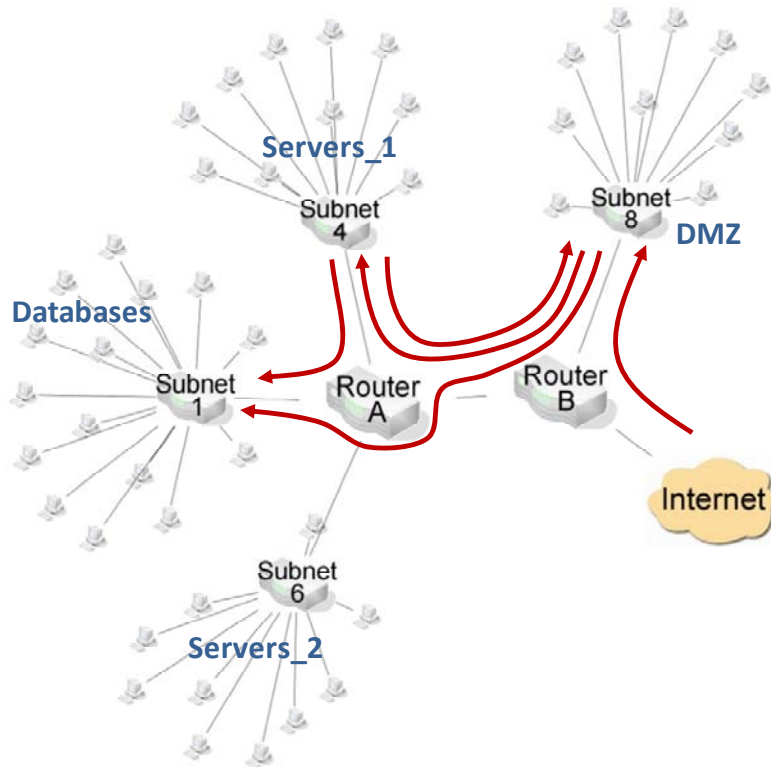 Servers_1
Subnet
4
Subnet
8
DMZ
Databases
Subnet
1
Router
A
Router
B
Internet
Subnet
6
Servers_2